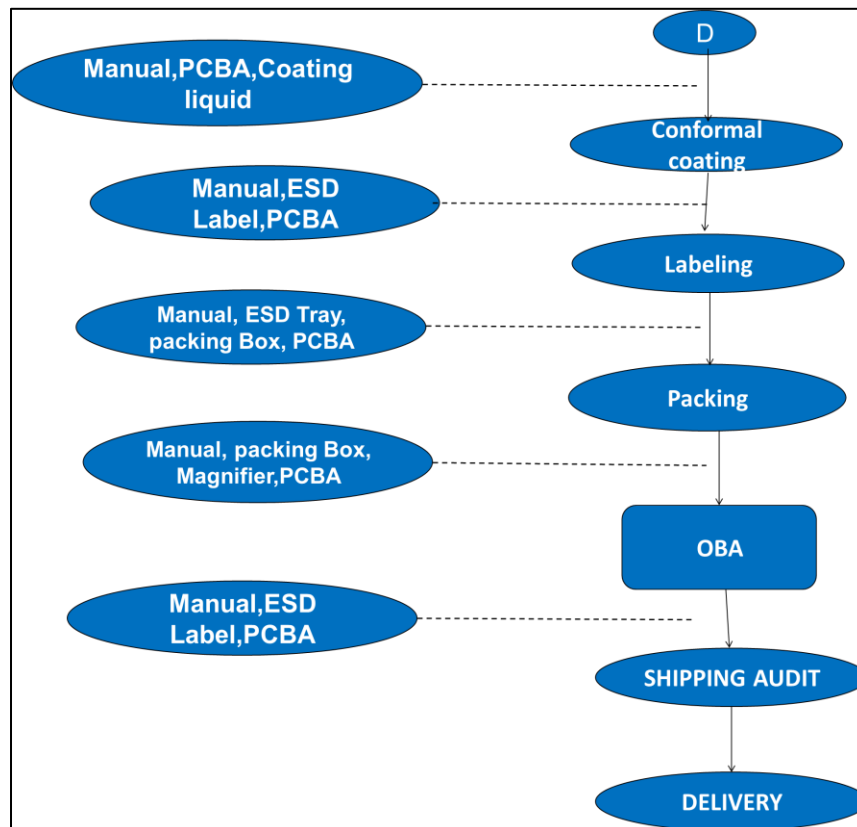 D
Manual,PCBA,Coating
liquid
Conformal
coating
Manual,ESD
Label,PCBA
Labeling
Manual, ESD Tray,
packing Box, PCBA
Packing
Manual, packing Box,
Magnifier,PCBA
OBA
Manual,ESD
Label,PCBA
SHIPPING AUDIT
DELIVERY